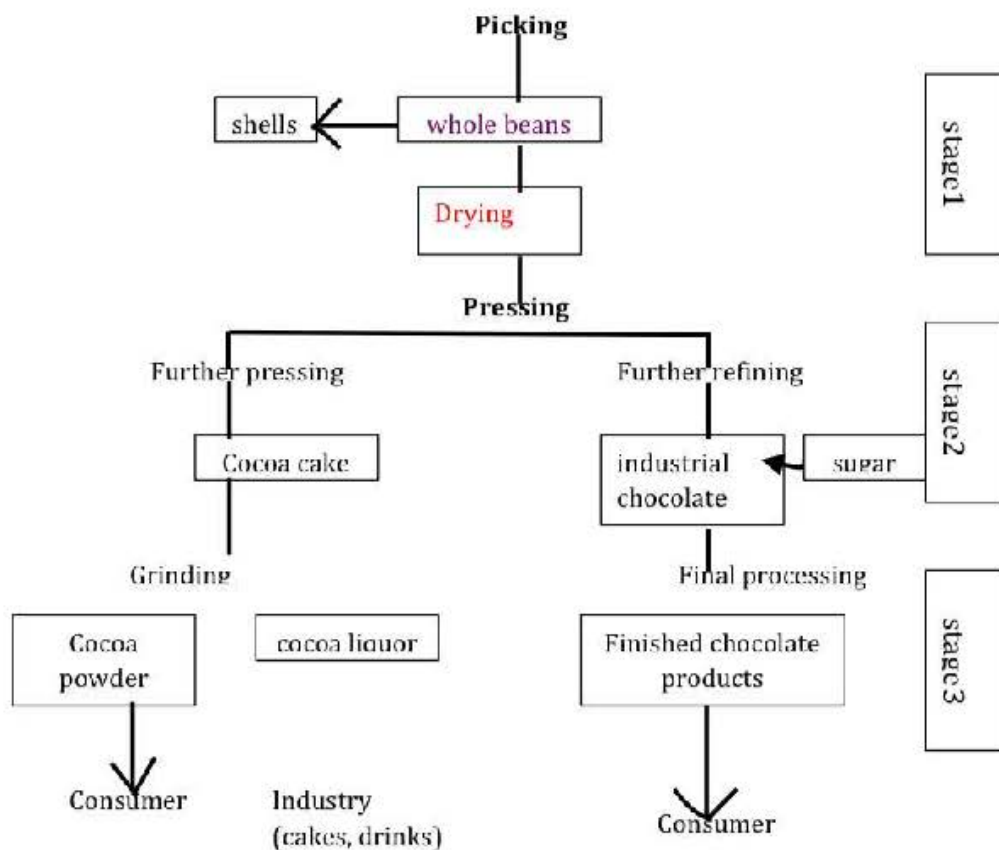 Picking
shells
whole beans
stage1
Drying
Pressing
Further pressing
Further refining
stage2
Cocoa cake
industrial
chocolate
sugar
Grinding
Final processing
stage3
Cocoa
powder
cocoa liquor
Finished chocolate
products
Consumer
Industry
(cakes, drinks)
Consumer